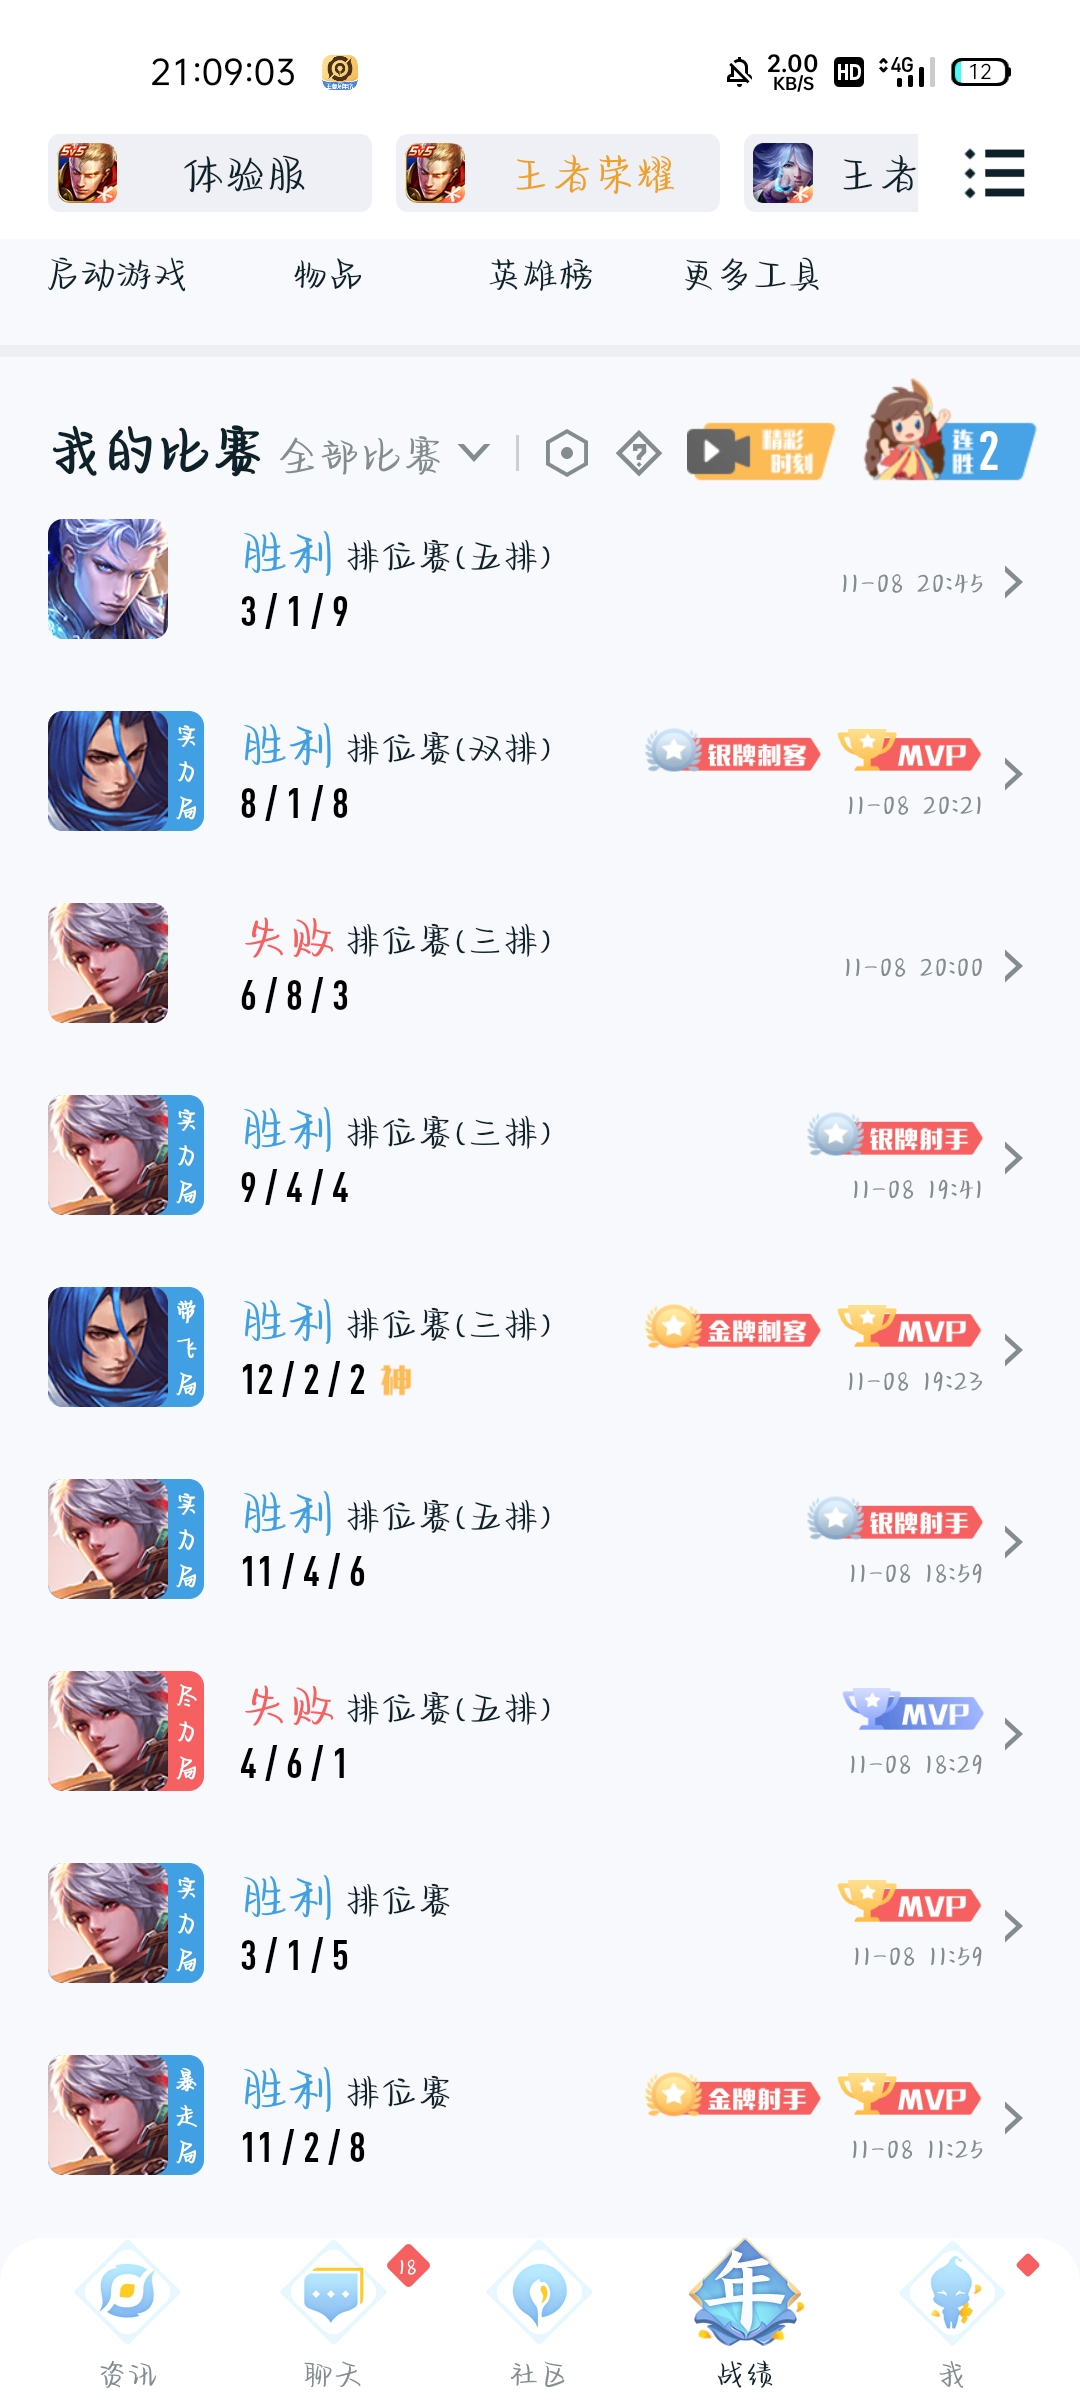 21:09:03
2.00
KB/S
HD
4G
12
5v5
体验服
5v5
王者荣耀
王者
启动游戏
物品
英雄榜
更多工具
我的比赛 全部比赛
精彩时刻
连胜2
胜利 排位赛(五排)
3 / 1 / 9
11-08 20:45
实力局
胜利 排位赛(双排)
8 / 1 / 8
银牌刺客
MVP
11-08 20:21
失败 排位赛(三排)
6 / 8 / 3
11-08 20:00
实力局
胜利 排位赛(三排)
9 / 4 / 4
银牌射手
11-08 19:41
带飞局
胜利 排位赛(三排)
12 / 2 / 2 神
金牌刺客
MVP
11-08 19:23
实力局
胜利 排位赛(五排)
11 / 4 / 6
银牌射手
11-08 18:59
尽力局
失败 排位赛(五排)
4 / 6 / 1
MVP
11-08 18:29
实力局
胜利 排位赛
3 / 1 / 5
MVP
11-08 11:59
暴走局
胜利 排位赛
11 / 2 / 8
金牌射手
MVP
11-08 11:25
18
年
资讯
聊天
社区
战绩
我